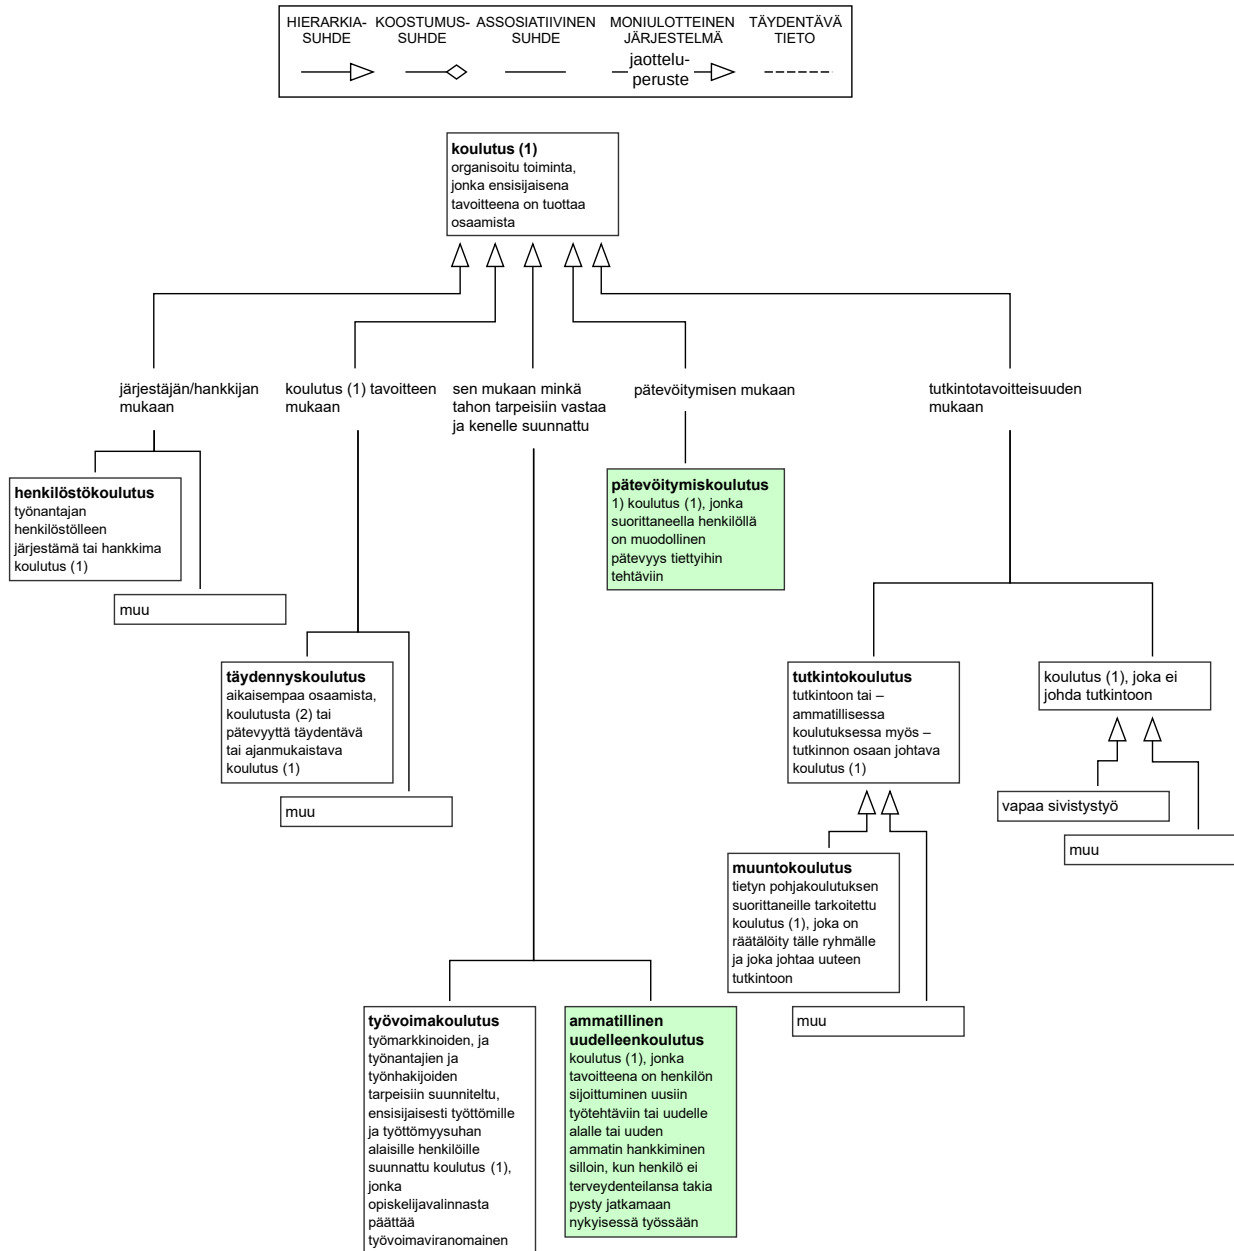 HIERARKIA-
SUHDE
KOOSTUMUS-
SUHDE
ASSOSIATIIVINEN
SUHDE
MONIULOTTEINEN
JÄRJESTELMÄ
TÄYDENTÄVÄ
TIETO
jaottelu-
peruste
koulutus (1)
organisoitu toiminta,
jonka ensisijaisena
tavoitteena on tuottaa
osaamista
järjestäjän/hankkijan
mukaan
koulutus (1) tavoitteen
mukaan
sen mukaan minkä
tahon tarpeisiin vastaa
ja kenelle suunnattu
pätevöitymisen mukaan
tutkintotavoitteisuuden
mukaan
henkilöstökoulutus
työnantajan
henkilöstölleen
järjestämä tai hankkima
koulutus (1)
muu
pätevöitymiskoulutus
1) koulutus (1), jonka
suorittaneella henkilöllä
on muodollinen
pätevyys tiettyihin
tehtäviin
täydennyskoulutus
aikaisempaa osaamista,
koulutusta (2) tai
pätevyyttä täydentävä
tai ajanmukaistava
koulutus (1)
muu
tutkintokoulutus
tutkintoon tai –
ammatillisessa
koulutuksessa myös –
tutkinnon osaan johtava
koulutus (1)
koulutus (1), joka ei
johda tutkintoon
vapaa sivistystyö
muu
muuntokoulutus
tietyn pohjakoulutuksen
suorittaneille tarkoitettu
koulutus (1), joka on
räätälöity tälle ryhmälle
ja joka johtaa uuteen
tutkintoon
muu
työvoimakoulutus
työmarkkinoiden, ja
työnantajien ja
työnhakijoiden
tarpeisiin suunniteltu,
ensisijaisesti työttömille
ja työttömyysuhan
alaisille henkilöille
suunnattu koulutus (1),
jonka
opiskelijavalinnasta
päättää
työvoimaviranomainen
ammatillinen
uudelleenkoulutus
koulutus (1), jonka
tavoitteena on henkilön
sijoittuminen uusiin
työtehtäviin tai uudelle
alalle tai uuden
ammatin hankkiminen
silloin, kun henkilö ei
terveydenteilansa takia
pysty jatkamaan
nykyisessä työssään